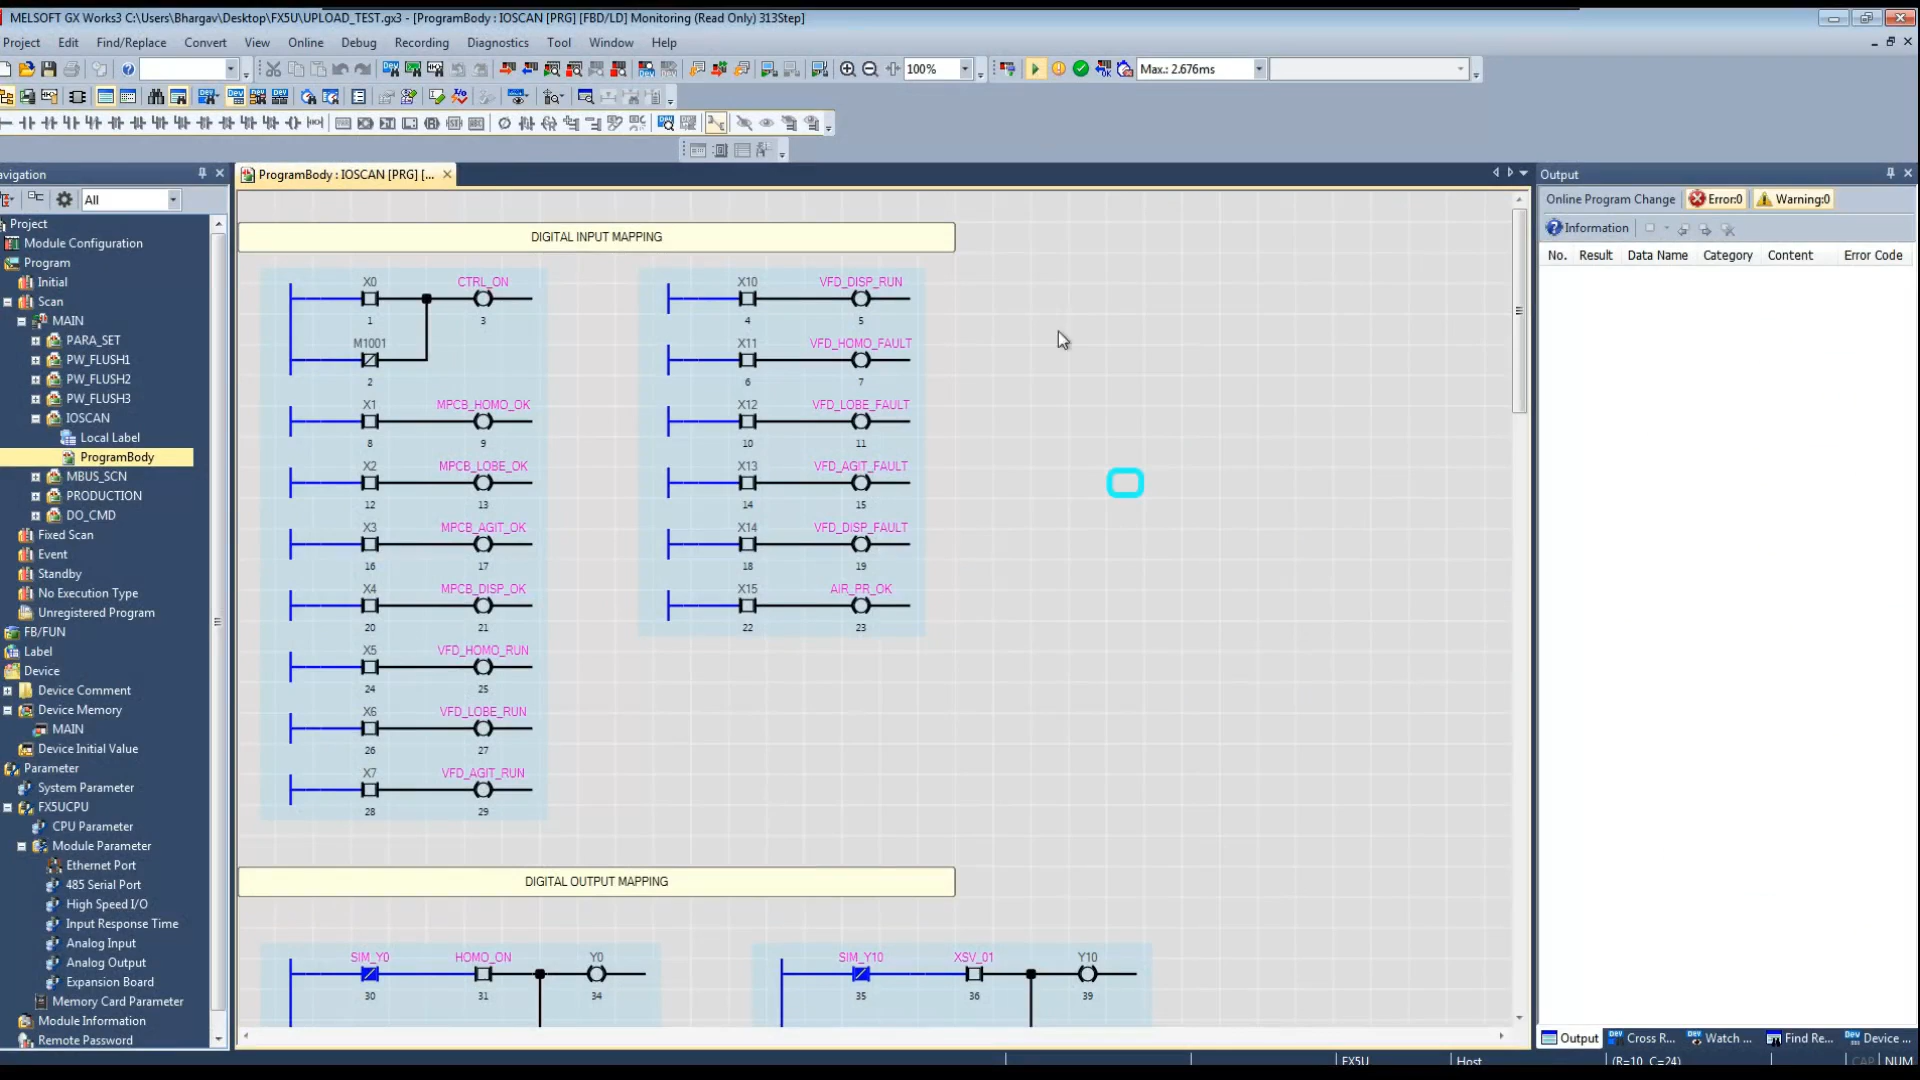 MELSOFT GX Works3 C:\Users\Bhargav\Desktop\FX5U\UPLOAD_TEST.gx3 - [ProgramBody : IOSCAN [PRG] [FBD/LD] Monitoring (Read Only) 313Step]
Project Edit Find/Replace Convert View Online Debug Recording Diagnostics Tool Window Help
100%
Max.: 2.676ms
avigation
All
Project
Module Configuration
Program
Initial
Scan
MAIN
PARA_SET
PW_FLUSH1
PW_FLUSH2
PW_FLUSH3
IOSCAN
Local Label
ProgramBody
MBUS_SCN
PRODUCTION
DO_CMD
Fixed Scan
Event
Standby
No Execution Type
Unregistered Program
FB/FUN
Label
Device
Device Comment
Device Memory
MAIN
Device Initial Value
Parameter
System Parameter
FX5UCPU
CPU Parameter
Module Parameter
Ethernet Port
485 Serial Port
High Speed I/O
Input Response Time
Analog Input
Analog Output
Expansion Board
Memory Card Parameter
Module Information
Remote Password
ProgramBody : IOSCAN [PRG] [...
DIGITAL INPUT MAPPING
X0 CTRL_ON
1 3
M1001
2
X1 MPCB_HOMO_OK
8 9
X2 MPCB_LOBE_OK
12 13
X3 MPCB_AGIT_OK
16 17
X4 MPCB_DISP_OK
20 21
X5 VFD_HOMO_RUN
24 25
X6 VFD_LOBE_RUN
26 27
X7 VFD_AGIT_RUN
28 29
X10 VFD_DISP_RUN
4 5
X11 VFD_HOMO_FAULT
6 7
X12 VFD_LOBE_FAULT
10 11
X13 VFD_AGIT_FAULT
14 15
X14 VFD_DISP_FAULT
18 19
X15 AIR_PR_OK
22 23
DIGITAL OUTPUT MAPPING
SIM_Y0 HOMO_ON Y0
30 31 34
SIM_Y10 XSV_01 Y10
35 36 39
Output
Online Program Change Error:0 Warning:0
Information
No. Result Data Name Category Content Error Code
Output Cross R... Watch ... Find Re... Device ...
FX5U Host (R=10, C=24) CAP NUM